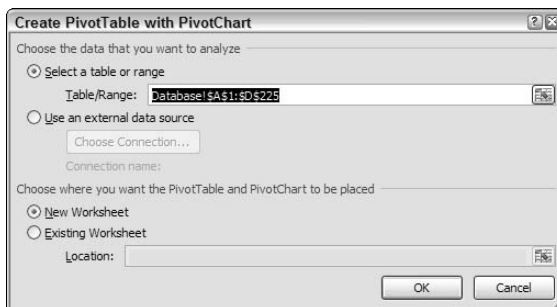 Create PivotTable with PivotChart
Choose the data that you want to analyze
Select a table or range
Table/Range: Database!$A$1:$D$225
Use an external data source
Choose Connection...
Connection name:
Choose where you want the PivotTable and PivotChart to be placed
New Worksheet
Existing Worksheet
Location:
OK Cancel